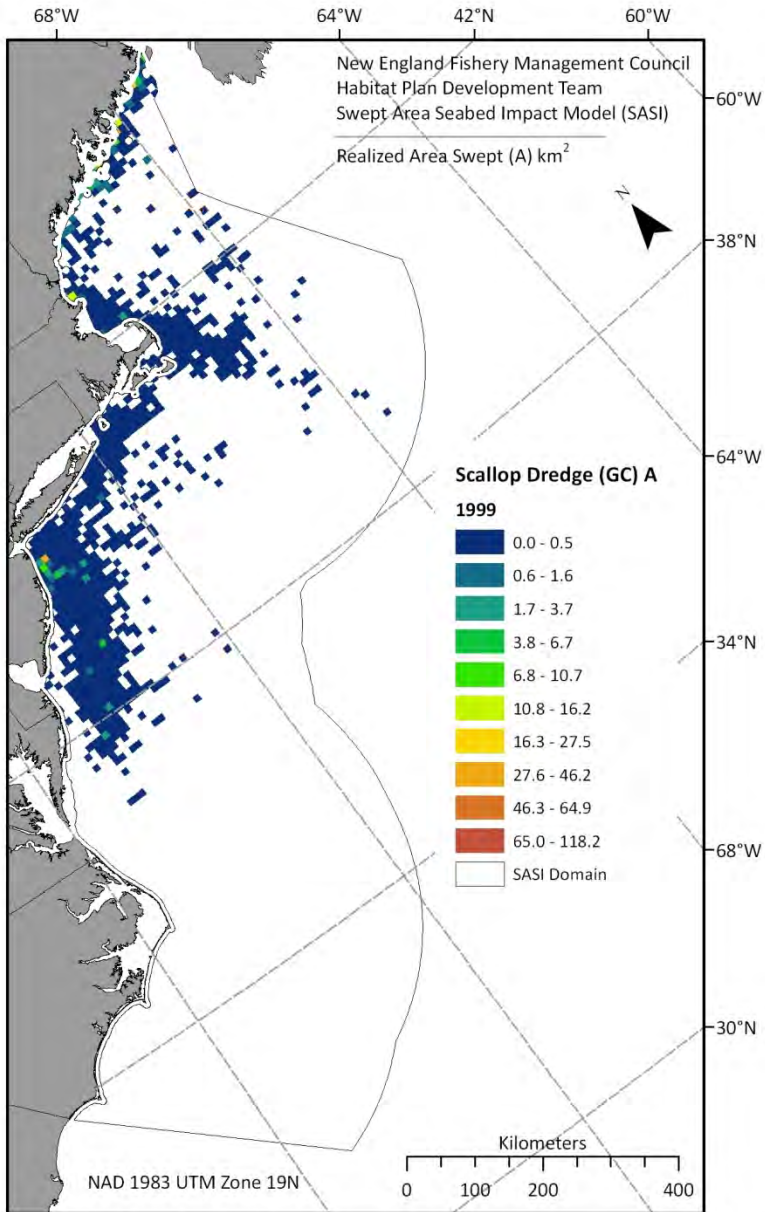 68°W
64°W
42°N
60°W
New England Fishery Management Council
Habitat Plan Development Team
Swept Area Seabed Impact Model (SASI)
Realized Area Swept (A) km²
N
60°W
38°N
64°W
34°N
68°W
30°N
Scallop Dredge (GC) A
1999
0.0 - 0.5
0.6 - 1.6
1.7 - 3.7
3.8 - 6.7
6.8 - 10.7
10.8 - 16.2
16.3 - 27.5
27.6 - 46.2
46.3 - 64.9
65.0 - 118.2
SASI Domain
Kilometers
0 100 200 300 400
NAD 1983 UTM Zone 19N